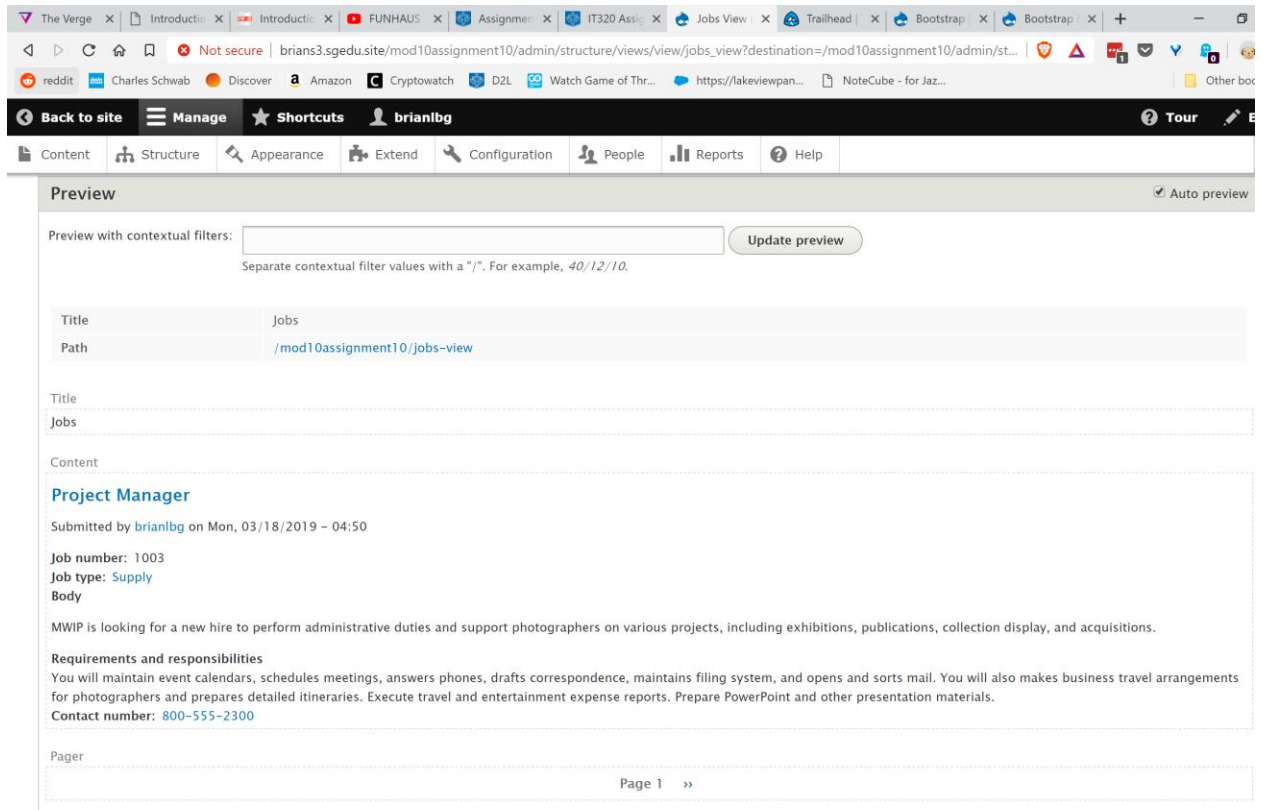 The Verge
Introductio
Introductio
FUNHAUS
Assignmen
IT320 Assig
Jobs View
Trailhead |
Bootstrap
Bootstrap
Not secure | brians3.sgedu.site/mod10assignment10/admin/structure/views/view/jobs_view?destination=/mod10assignment10/admin/st...
1
0
reddit
Charles Schwab
Discover
Amazon
Cryptowatch
D2L
Watch Game of Thr...
https://lakeviewpan...
NoteCube - for Jaz...
Other boo
Back to site
Manage
Shortcuts
brianlbg
Tour
E
Content
Structure
Appearance
Extend
Configuration
People
Reports
Help
Preview
Auto preview
Preview with contextual filters:
Update preview
Separate contextual filter values with a "/". For example, 40/12/10.
Title Jobs
Path /mod10assignment10/jobs-view
Title
Jobs
Content
Project Manager
Submitted by brianlbg on Mon, 03/18/2019 - 04:50
Job number: 1003
Job type: Supply
Body
MWIP is looking for a new hire to perform administrative duties and support photographers on various projects, including exhibitions, publications, collection display, and acquisitions.
Requirements and responsibilities
You will maintain event calendars, schedules meetings, answers phones, drafts correspondence, maintains filing system, and opens and sorts mail. You will also makes business travel arrangements
for photographers and prepares detailed itineraries. Execute travel and entertainment expense reports. Prepare PowerPoint and other presentation materials.
Contact number: 800-555-2300
Pager
Page 1 ››